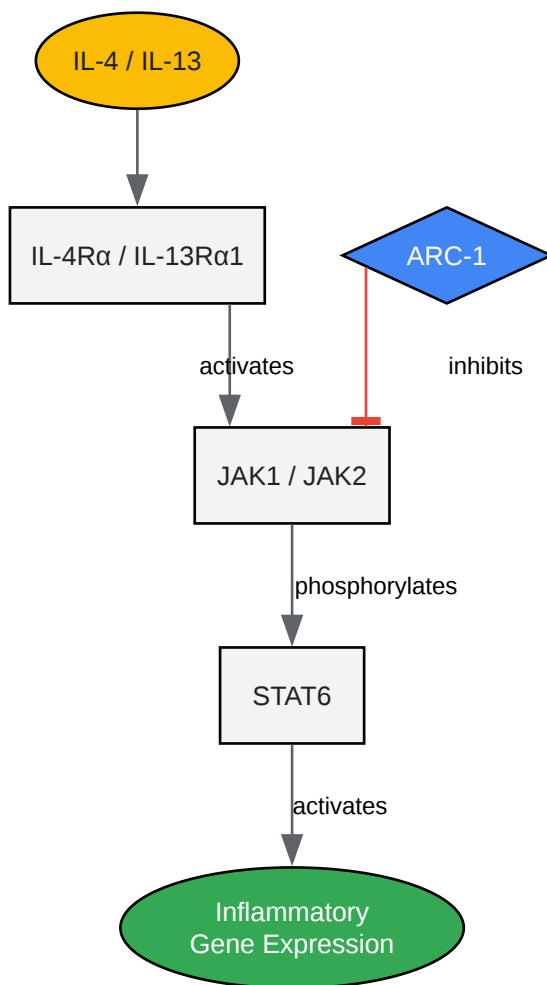 IL-4 / IL-13
IL-4Rα / IL-13Rα1
ARC-1
activates
inhibits
JAK1 / JAK2
phosphorylates
STAT6
activates
Inflammatory
Gene Expression